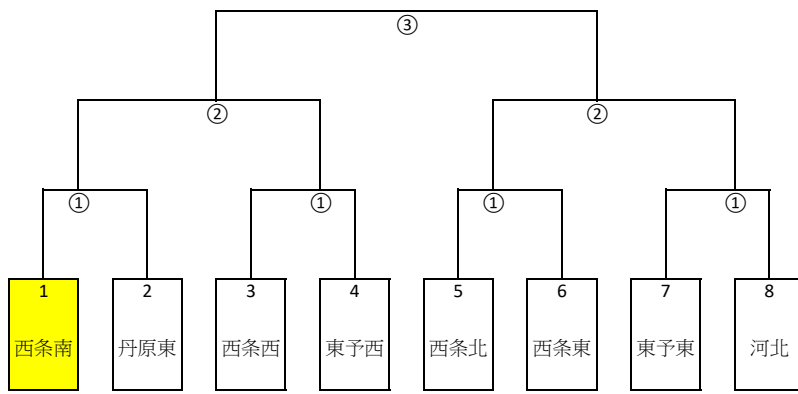 ③
② ②
① ① ① ①
1 2 3 4 5 6 7 8
西条南 丹原東 西条西 東予西 西条北 西条東 東予東 河北